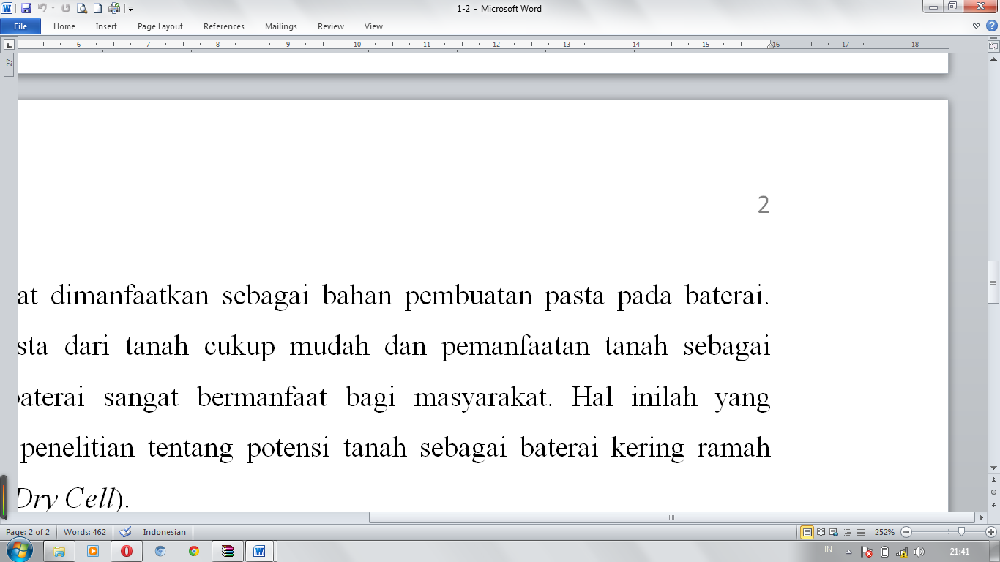 1-2 - Microsoft Word
File Home Insert Page Layout References Mailings Review View
6 7 8 9 10 11 12 13 14 15 16 17 18
27
2
at dimanfaatkan sebagai bahan pembuatan pasta pada baterai.
sta dari tanah cukup mudah dan pemanfaatan tanah sebagai
baterai sangat bermanfaat bagi masyarakat. Hal inilah yang
penelitian tentang potensi tanah sebagai baterai kering ramah
Dry Cell).
Page: 2 of 2 Words: 462 Indonesian 252%
IN 21:41